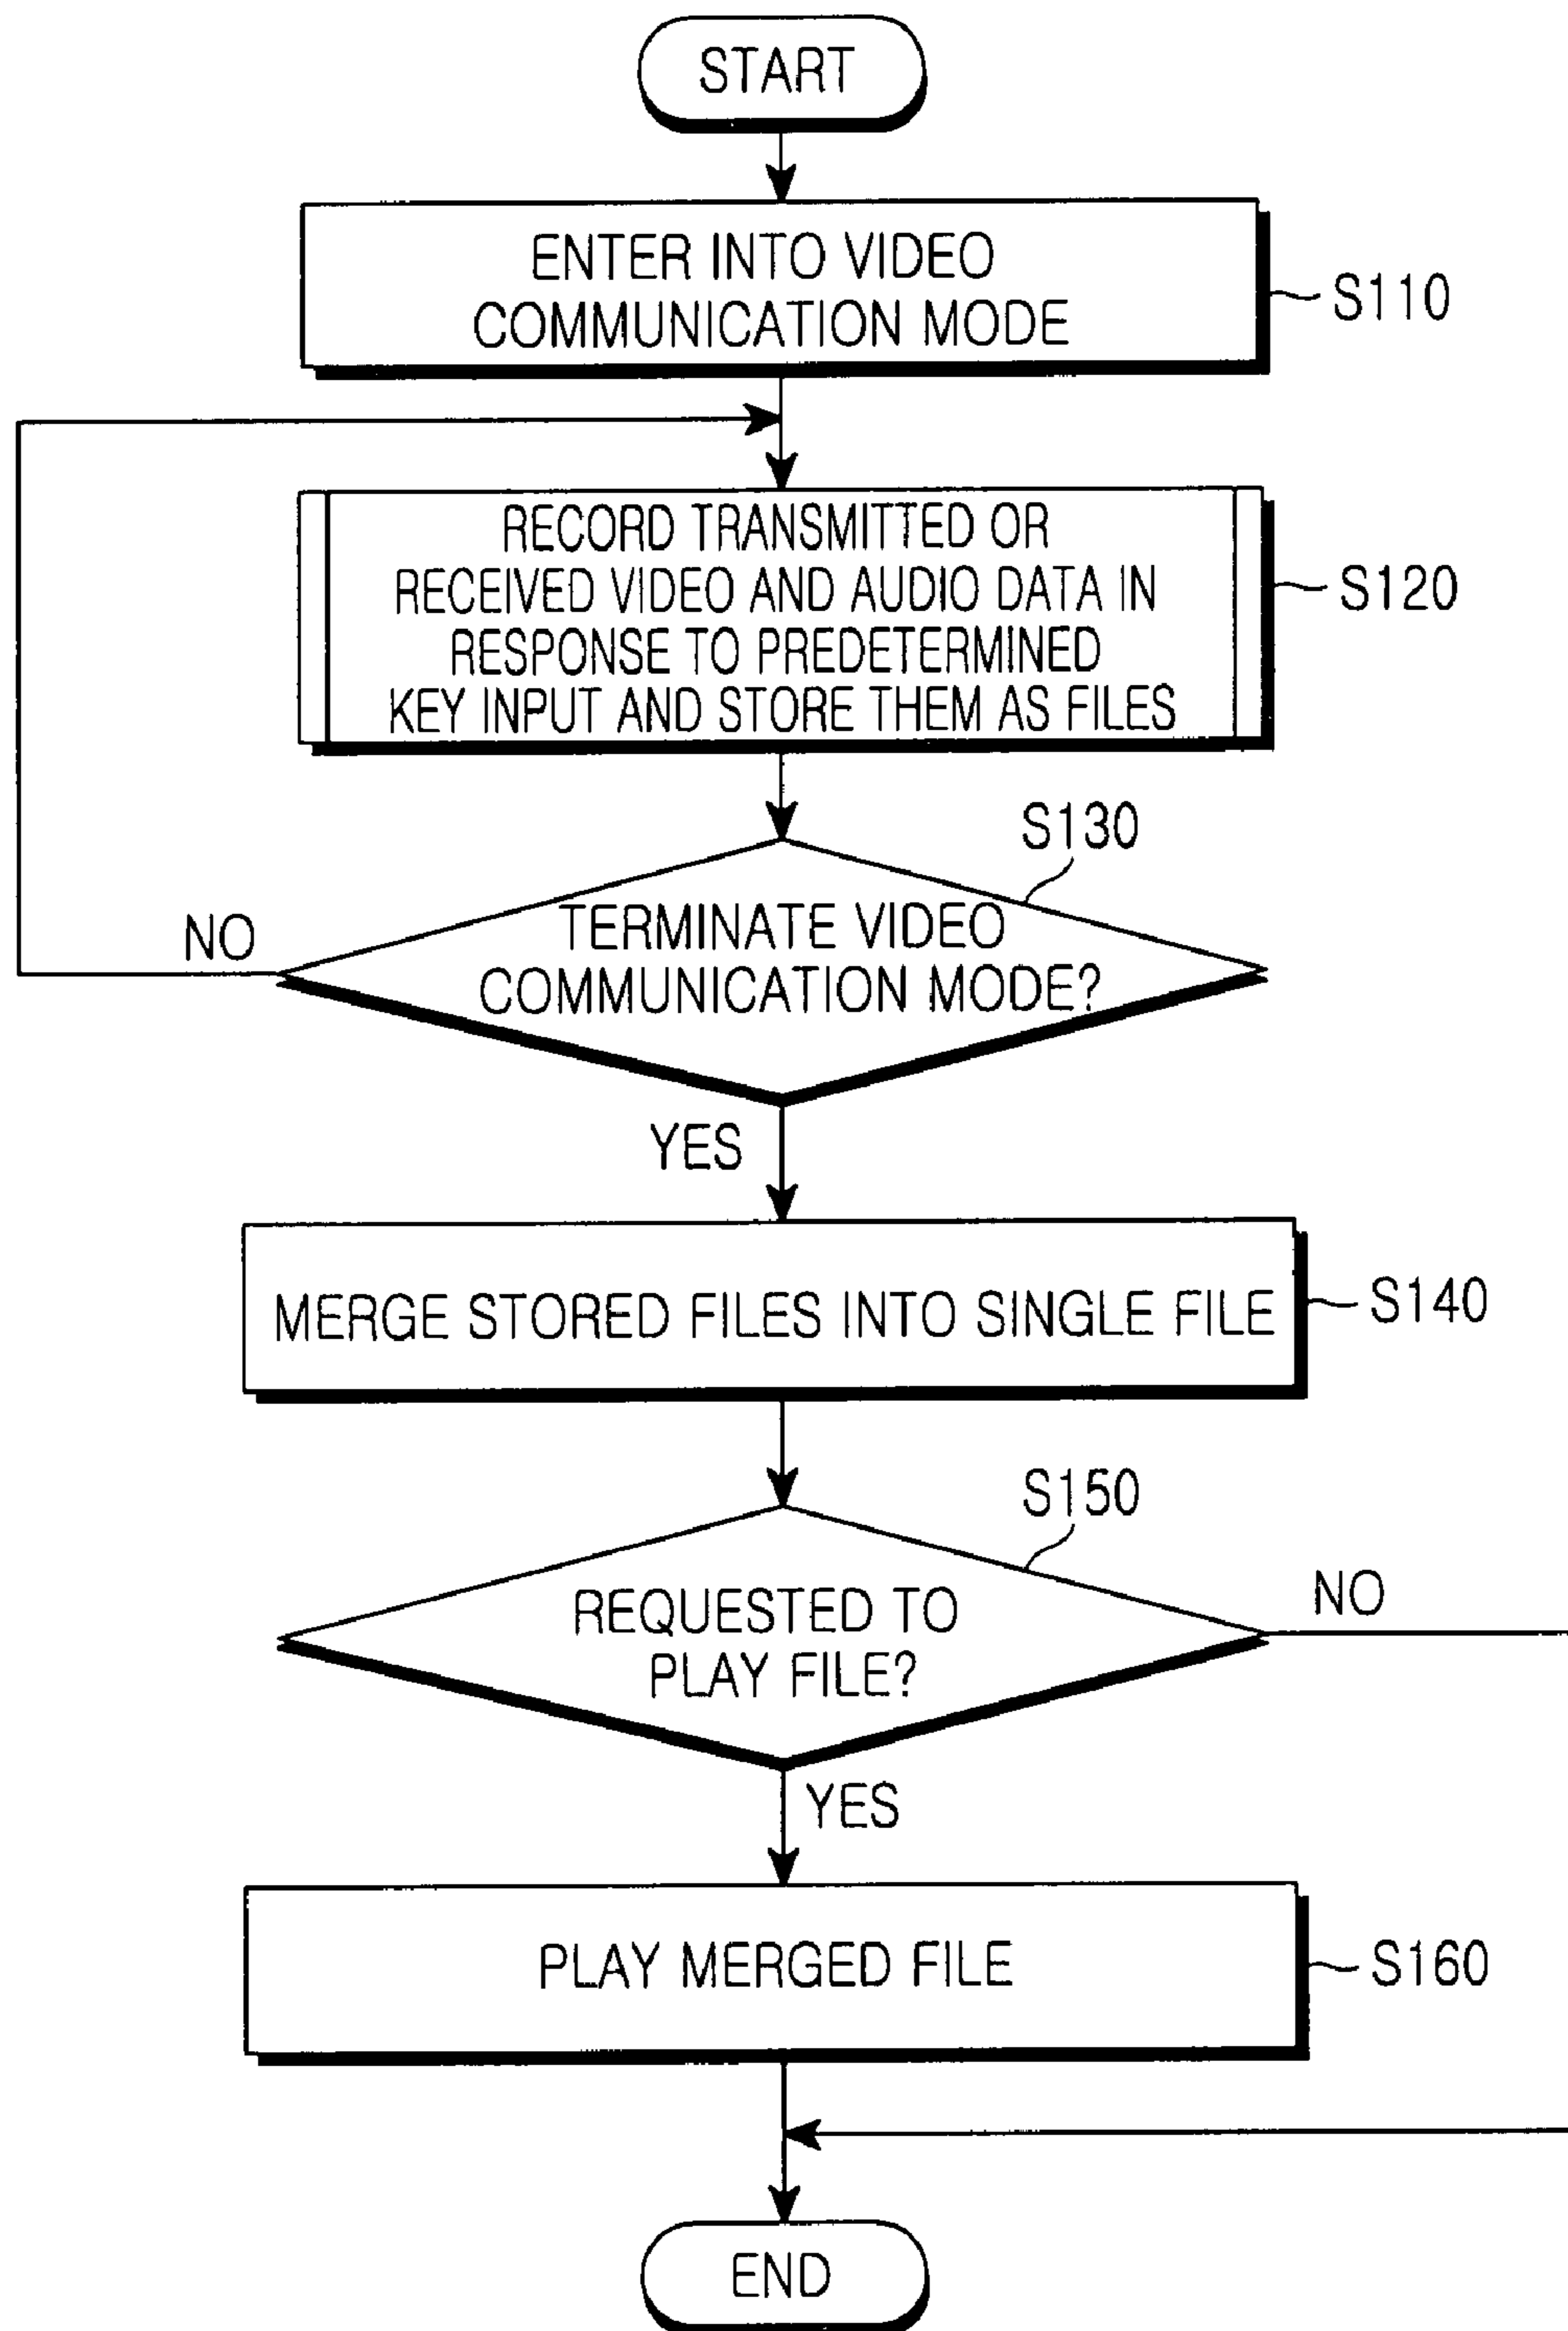 START
ENTER INTO VIDEO
COMMUNICATION MODE
S110
RECORD TRANSMITTED OR
RECEIVED VIDEO AND AUDIO DATA IN
RESPONSE TO PREDETERMINED
KEY INPUT AND STORE THEM AS FILES
S120
S130
TERMINATE VIDEO
COMMUNICATION MODE?
NO
YES
MERGE STORED FILES INTO SINGLE FILE
S140
S150
REQUESTED TO
PLAY FILE?
NO
YES
PLAY MERGED FILE
S160
END